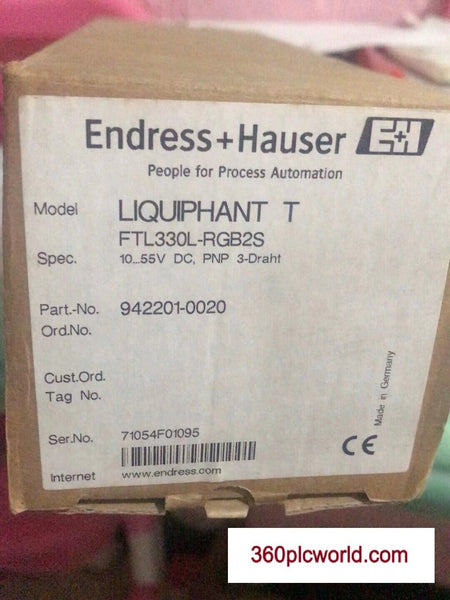 Endress+Hauser E+H
People for Process Automation
Model LIQUIPHANT T
FTL330L-RGB2S
Spec. 10...55V DC, PNP 3-Draht
Part.-No. 942201-0020
Ord.No.
Cust.Ord.
Tag No.
Ser.No. 71054F01095
Internet www.endress.com
Made in Germany
CE
360plcworld.com